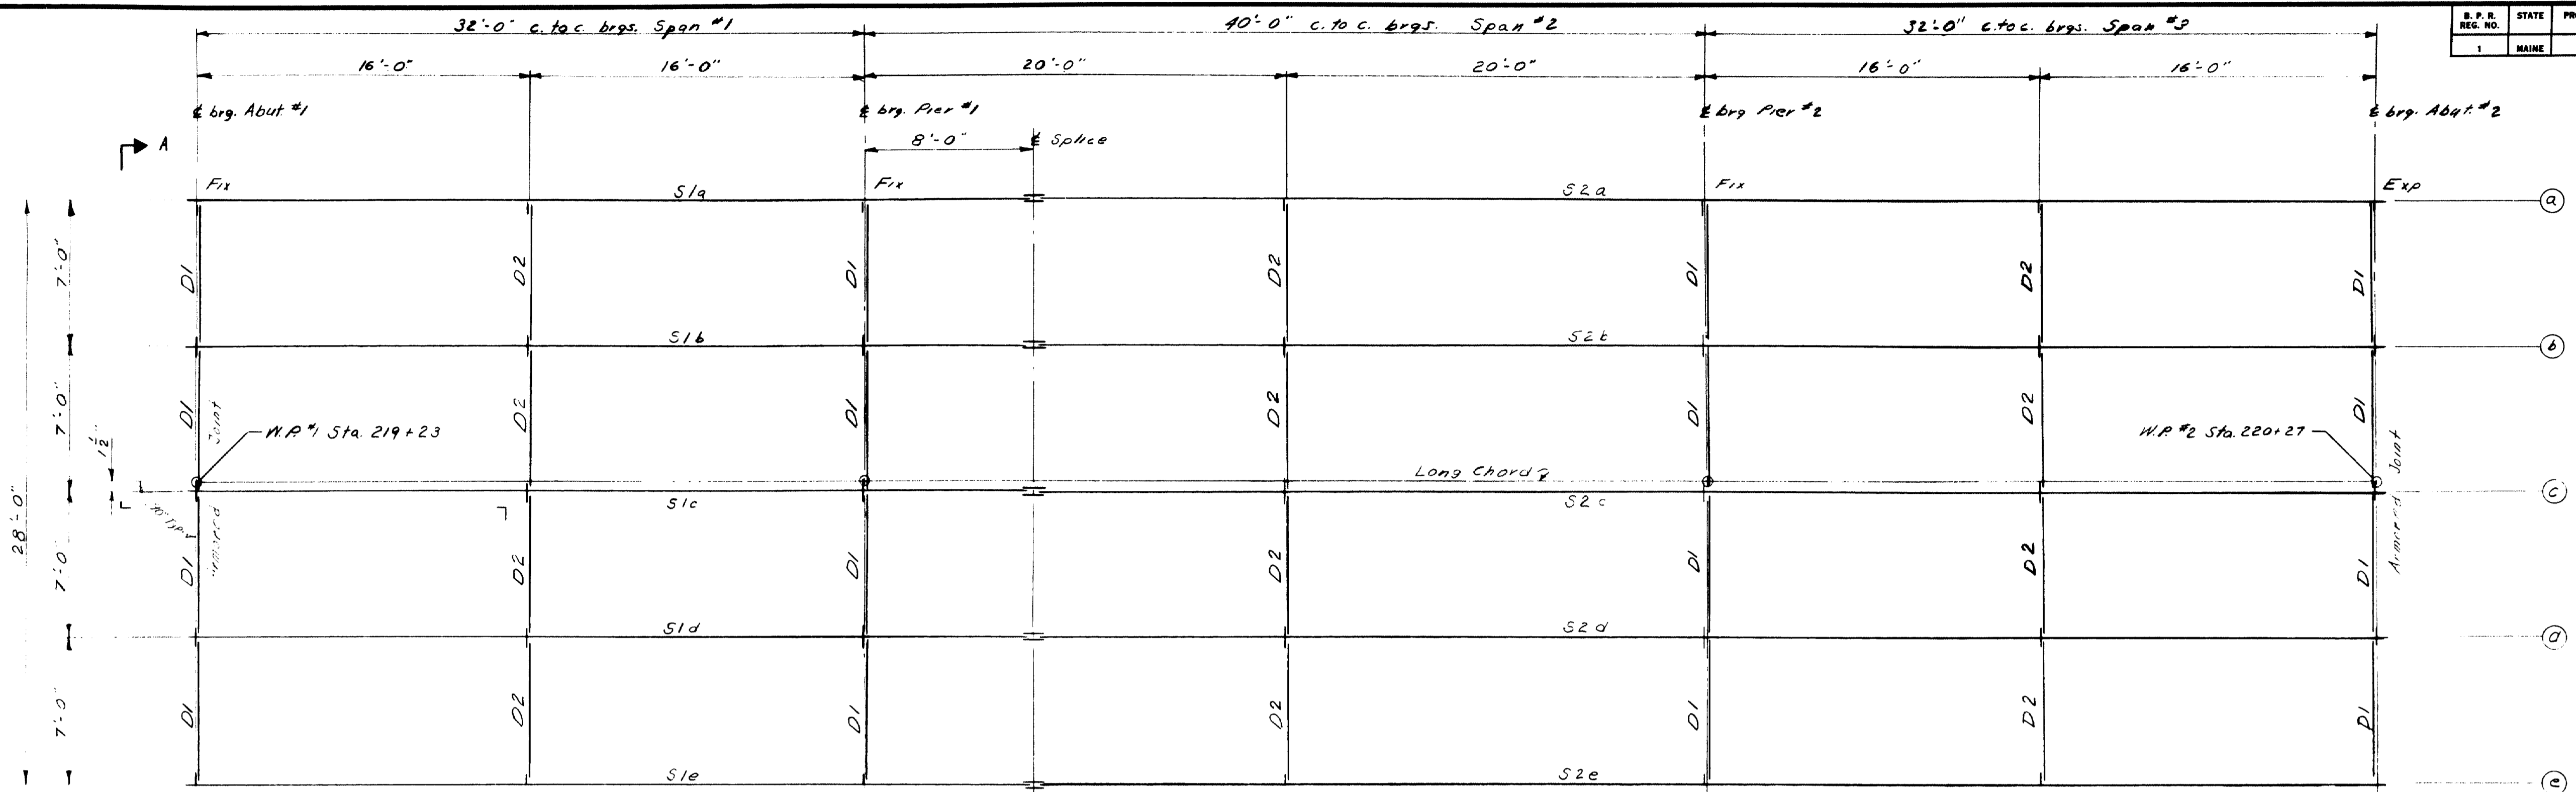 B. P. R. REG. NO. STATE
1 MAINE
32'-0" c. to c. brgs. Span #1 40'-0" c. to c. brgs. Span #2 32'-0" c. to c. brgs. Span #3
16'-0" 16'-0" 20'-0" 20'-0" 16'-0" 16'-0"
℄ brg. Abut. #1 ℄ brg. Pier #1 ℄ brg Pier #2 ℄ brg. Abut. #2
A 8'-0" ℄ Splice
Fix S1a Fix S2a Fix Exp a
7'-0" D1 D2 D1 D2 D1 D2 D1
S1b S2b b
7'-0" D1 D2 D1 D2 D1 D2 D1
Joint Joint
1 1/2"
W.P. #1 Sta. 219+23 W.P. #2 Sta. 220+27
Long Chord
S1c S2c c
28'-0"
7'-0" D1 D2 D1 D2 D1 D2 D1
Armored Armored
S1d S2d d
7'-0" D1 D2 D1 D2 D1 D2 D1
S1e S2e e